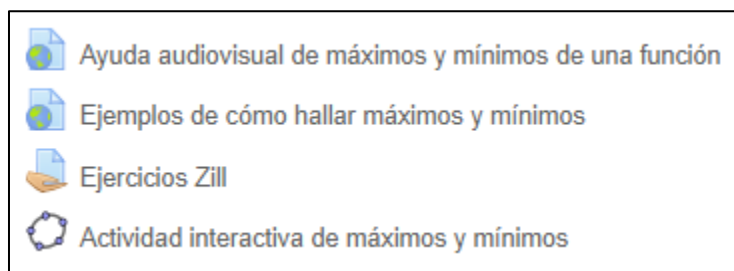 Ayuda audiovisual de máximos y mínimos de una función
Ejemplos de cómo hallar máximos y mínimos
Ejercicios Zill
Actividad interactiva de máximos y mínimos